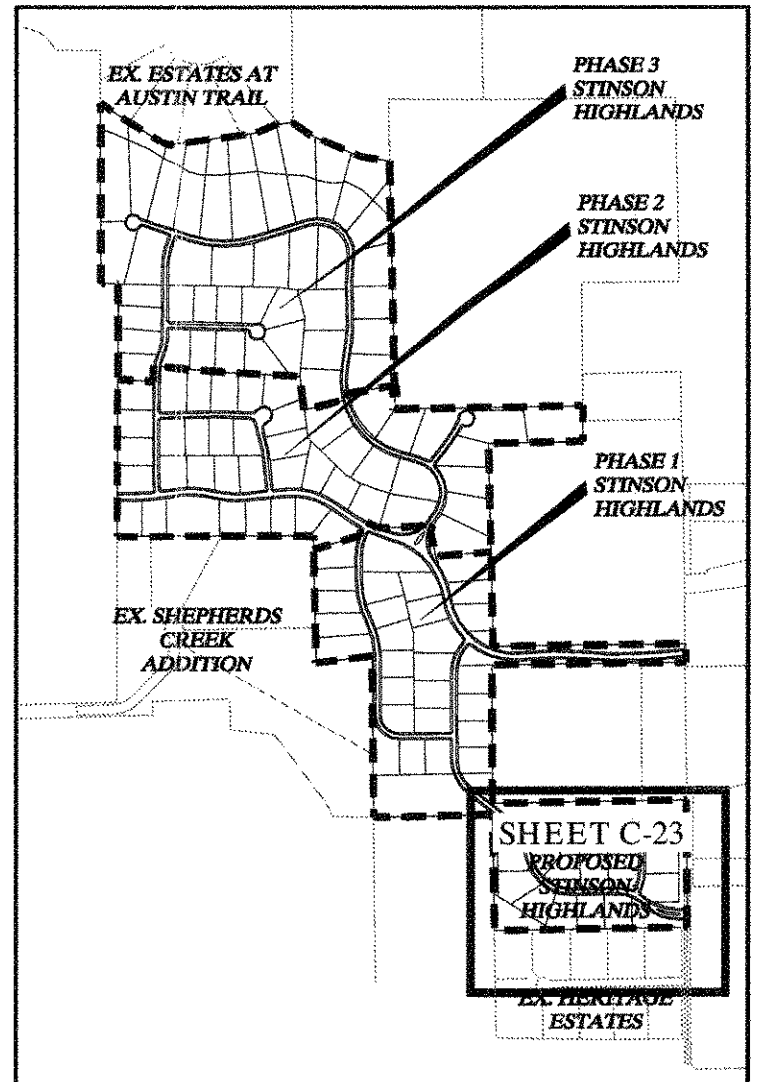 EX. ESTATES AT
AUSTIN TRAIL
PHASE 3
STINSON
HIGHLANDS
PHASE 2
STINSON
HIGHLANDS
PHASE 1
STINSON
HIGHLANDS
EX. SHEPHERDS
CREEK
ADDITION
SHEET C-23
PROPOSED
STINSON
HIGHLANDS
EX. HERITAGE
ESTATES